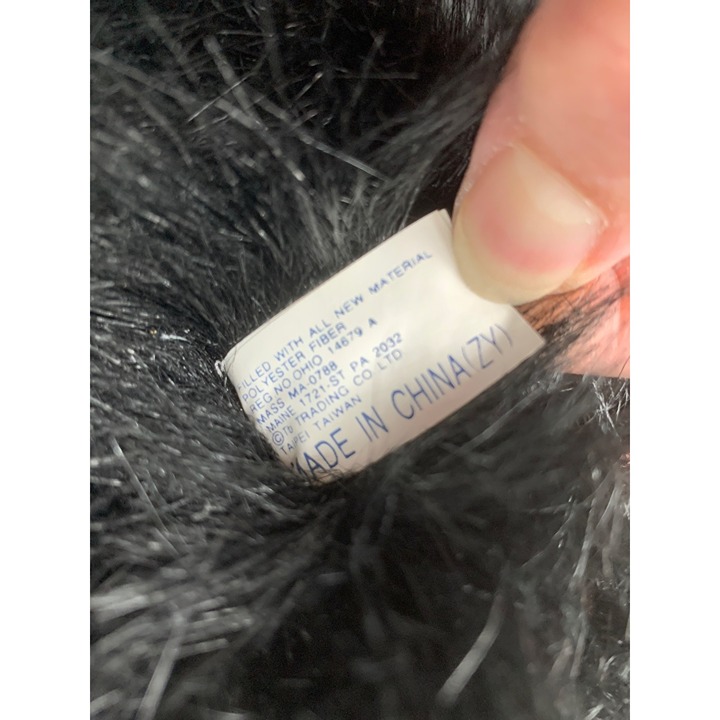 FILLED WITH ALL NEW MATERIAL
POLYESTER FIBER
REG NO OHIO 14679 A
MASS MA-0788
MAINE 1721-ST PA 2032
TRADING CO LTD
TAIPEI TAIWAN
MADE IN CHINA(ZY)